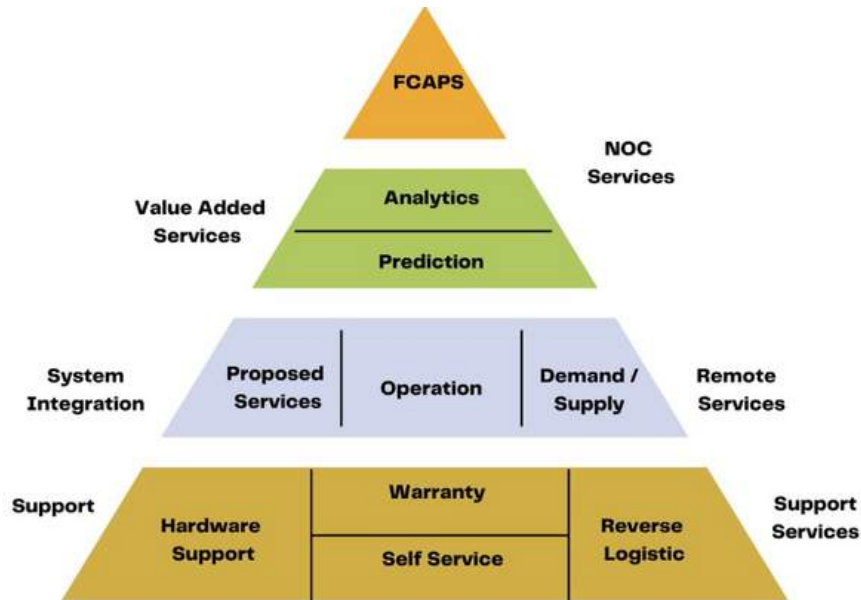 FCAPS
NOC
Services
Value Added
Services
Analytics
Prediction
System
Integration
Proposed
Services
Operation
Demand /
Supply
Remote
Services
Support
Hardware
Support
Warranty
Self Service
Reverse
Logistic
Support
Services